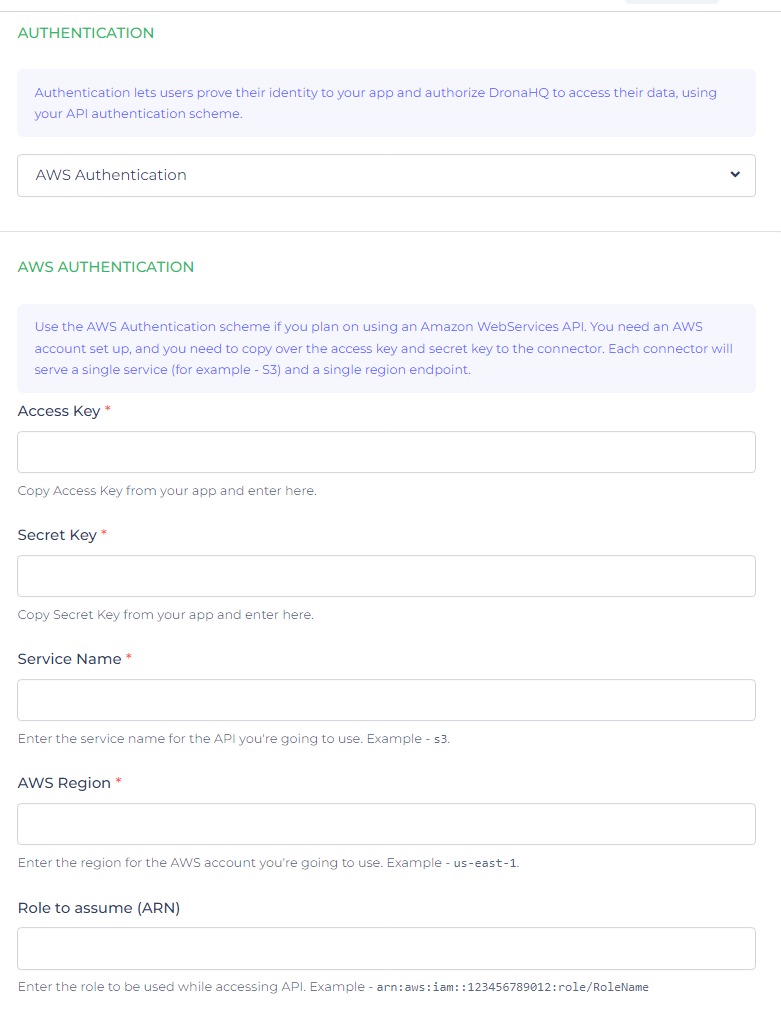 AUTHENTICATION
Authentication lets users prove their identity to your app and authorize DronaHQ to access their data, using
your API authentication scheme.
AWS Authentication
AWS AUTHENTICATION
Use the AWS Authentication scheme if you plan on using an Amazon WebServices API. You need an AWS
account set up, and you need to copy over the access key and secret key to the connector. Each connector will
serve a single service (for example - S3) and a single region endpoint.
Access Key *
Copy Access Key from your app and enter here.
Secret Key *
Copy Secret Key from your app and enter here.
Service Name *
Enter the service name for the API you're going to use. Example - s3.
AWS Region *
Enter the region for the AWS account you're going to use. Example - us-east-1.
Role to assume (ARN)
Enter the role to be used while accessing API. Example - arn:aws:iam::123456789012:role/RoleName